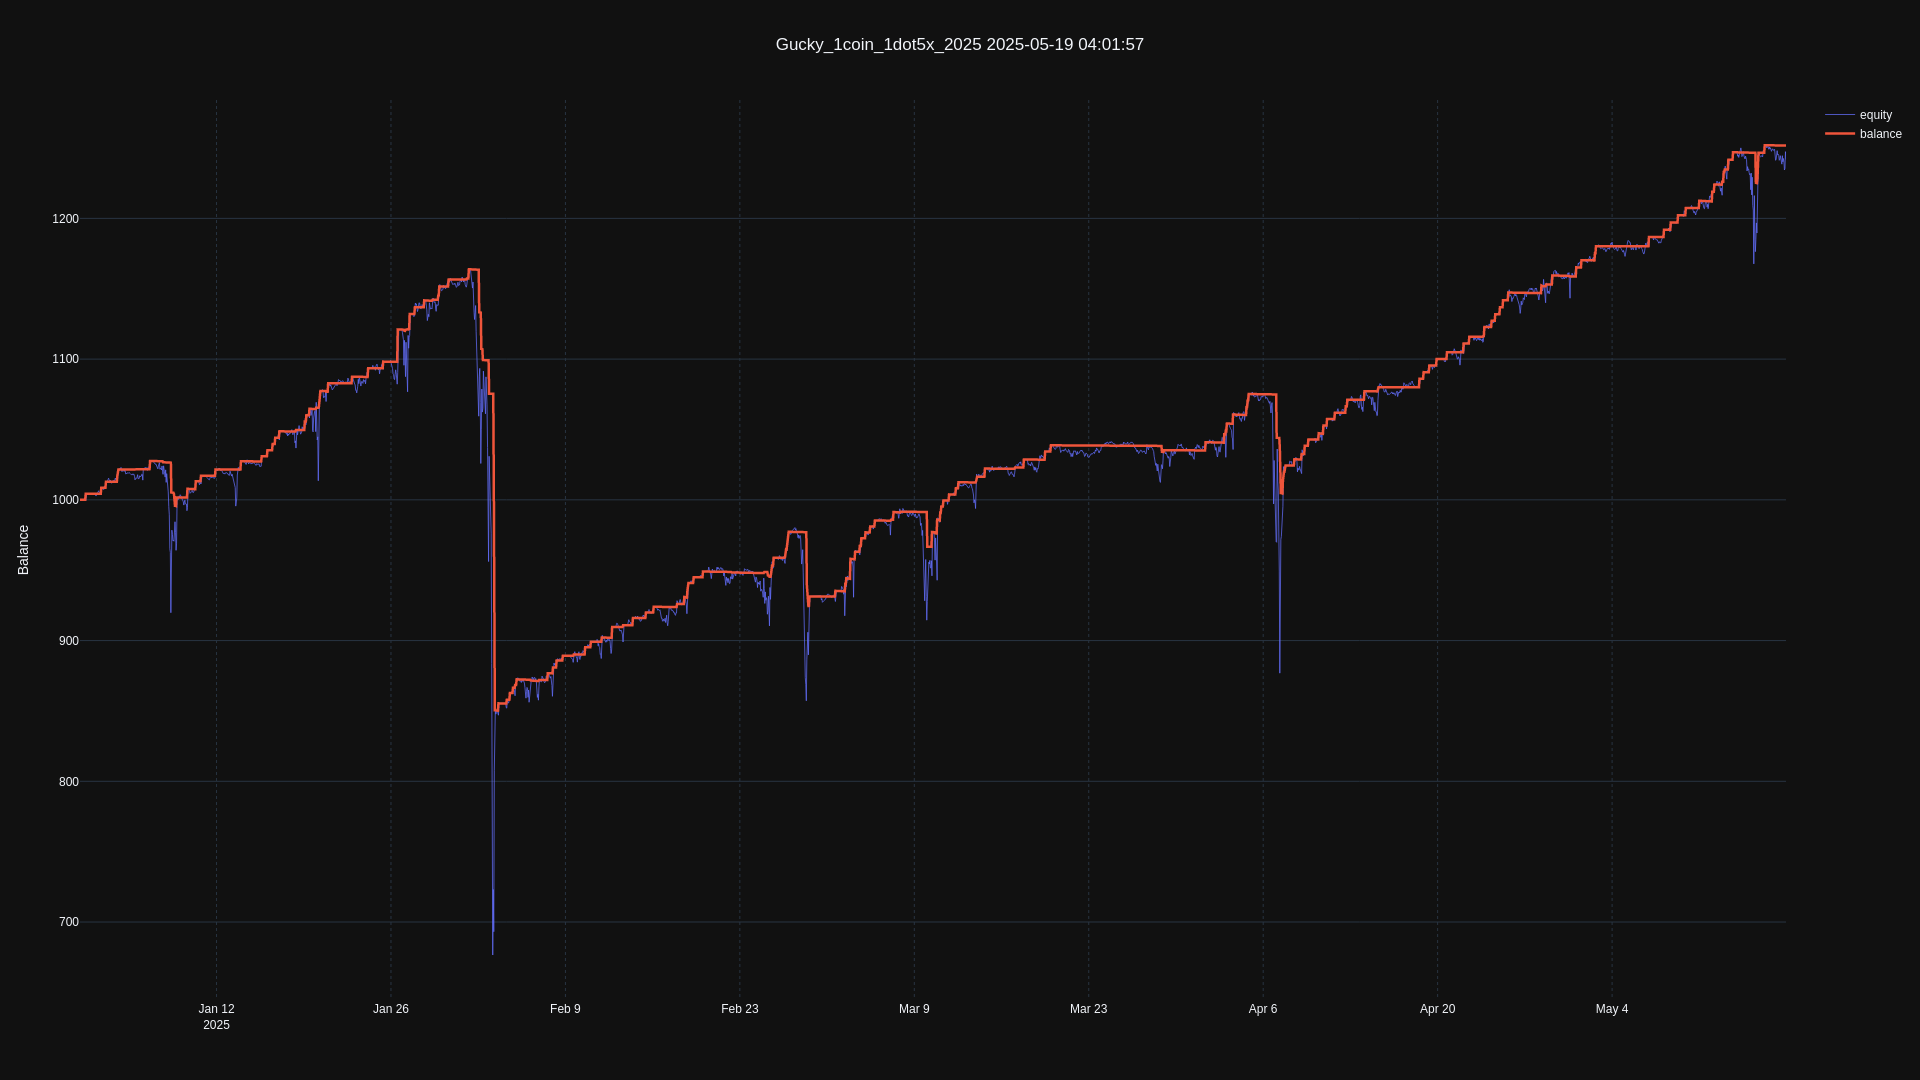 Gucky_1coin_1dot5x_2025 2025-05-19 04:01:57
equity
balance
Balance
1200
1100
1000
900
800
700
Jan 12
2025
Jan 26
Feb 9
Feb 23
Mar 9
Mar 23
Apr 6
Apr 20
May 4